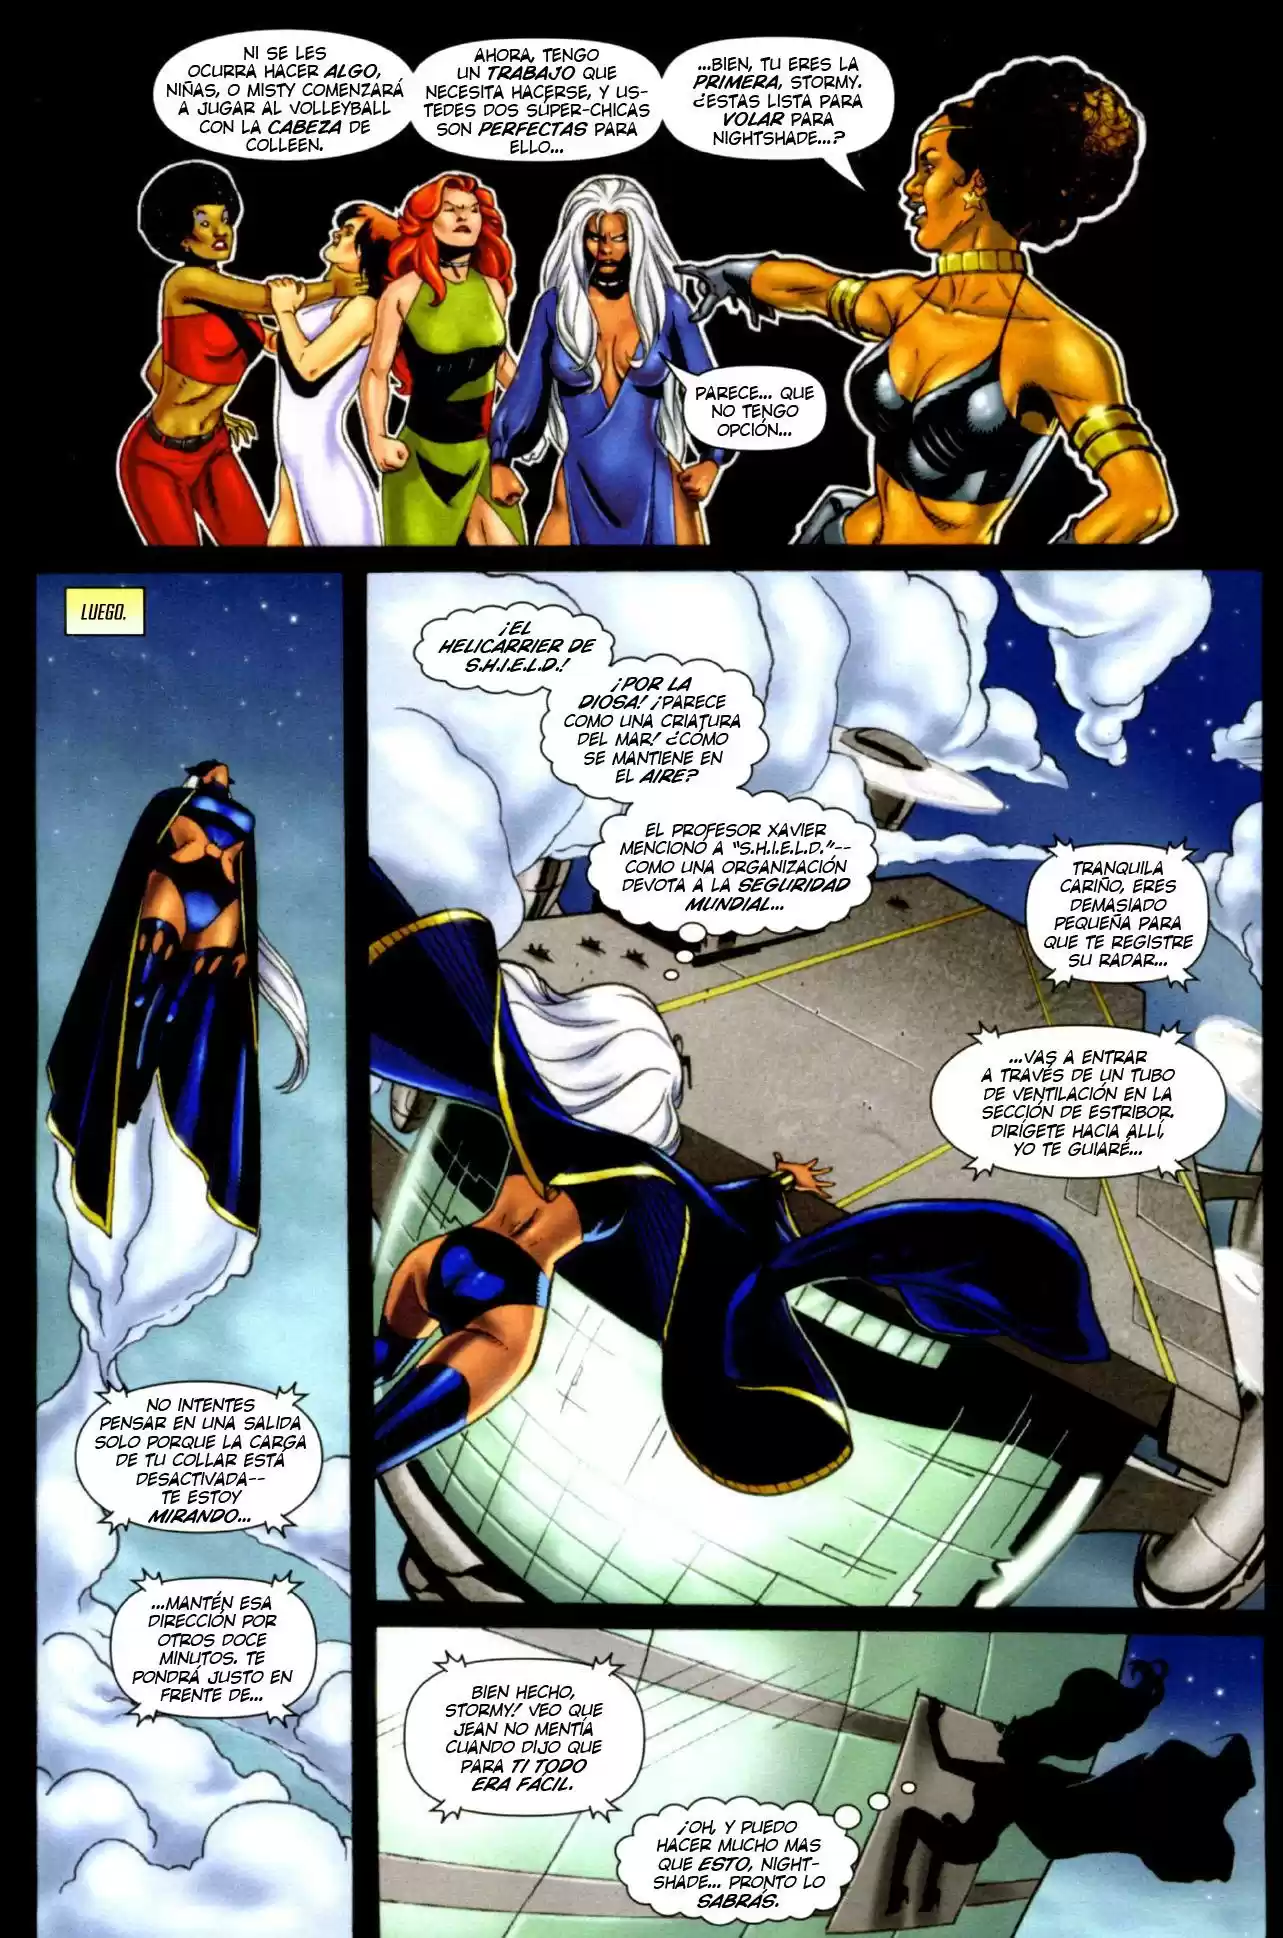 NI SE LES
OCURRA HACER ALGO,
NIÑAS, O MISTY COMENZARÁ
A JUGAR AL VOLLEYBALL
CON LA CABEZA DE
COLLEEN.
AHORA, TENGO
UN TRABAJO QUE
NECESITA HACERSE, Y US-
TEDES DOS SÚPER-CHICAS
SON PERFECTAS PARA
ELLO...
...BIEN, TU ERES LA
PRIMERA, STORMY.
¿ESTAS LISTA PARA
VOLAR PARA
NIGHTSHADE...?
PARECE... QUE
NO TENGO
OPCIÓN...
LUEGO.
NO INTENTES
PENSAR EN UNA SALIDA
SOLO PORQUE LA CARGA
DE TU COLLAR ESTÁ
DESACTIVADA--
TE ESTOY
MIRANDO...
...MANTÉN ESA
DIRECCIÓN POR
OTROS DOCE
MINUTOS. TE
PONDRÁ JUSTO EN
FRENTE DE...
¡EL
HELICARRIER DE
S.H.I.E.L.D.!
¡POR LA
DIOSA! ¡PARECE
COMO UNA CRIATURA
DEL MAR! ¿CÓMO
SE MANTIENE EN
EL AIRE?
EL PROFESOR XAVIER
MENCIONÓ A "S.H.I.E.L.D."--
COMO UNA ORGANIZACIÓN
DEVOTA A LA SEGURIDAD
MUNDIAL...
TRANQUILA
CARIÑO, ERES
DEMASIADO
PEQUEÑA PARA
QUE TE REGISTRE
SU RADAR...
...VAS A ENTRAR
A TRAVÉS DE UN TUBO
DE VENTILACIÓN EN LA
SECCIÓN DE ESTRIBOR.
DIRÍGETE HACIA ALLÍ,
YO TE GUIARÉ...
BIEN HECHO,
STORMY! VEO QUE
JEAN NO MENTÍA
CUANDO DIJO QUE
PARA TI TODO
ERA FÁCIL.
¡OH, Y PUEDO
HACER MUCHO MAS
QUE ESTO, NIGHT-
SHADE... PRONTO LO
SABRÁS.